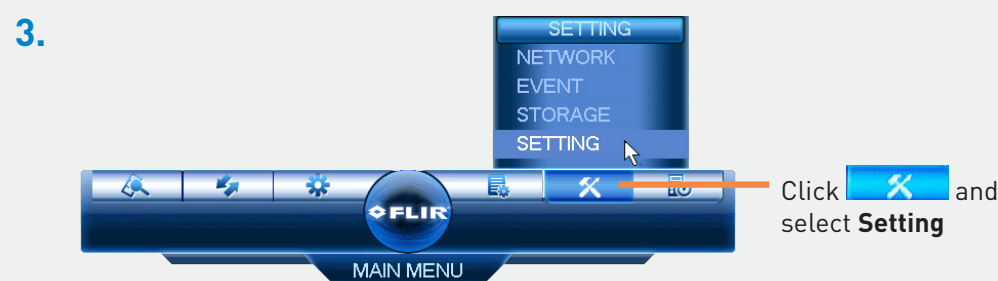 3.
SETTING
NETWORK
EVENT
STORAGE
SETTING
FLIR
MAIN MENU
Click and
select Setting